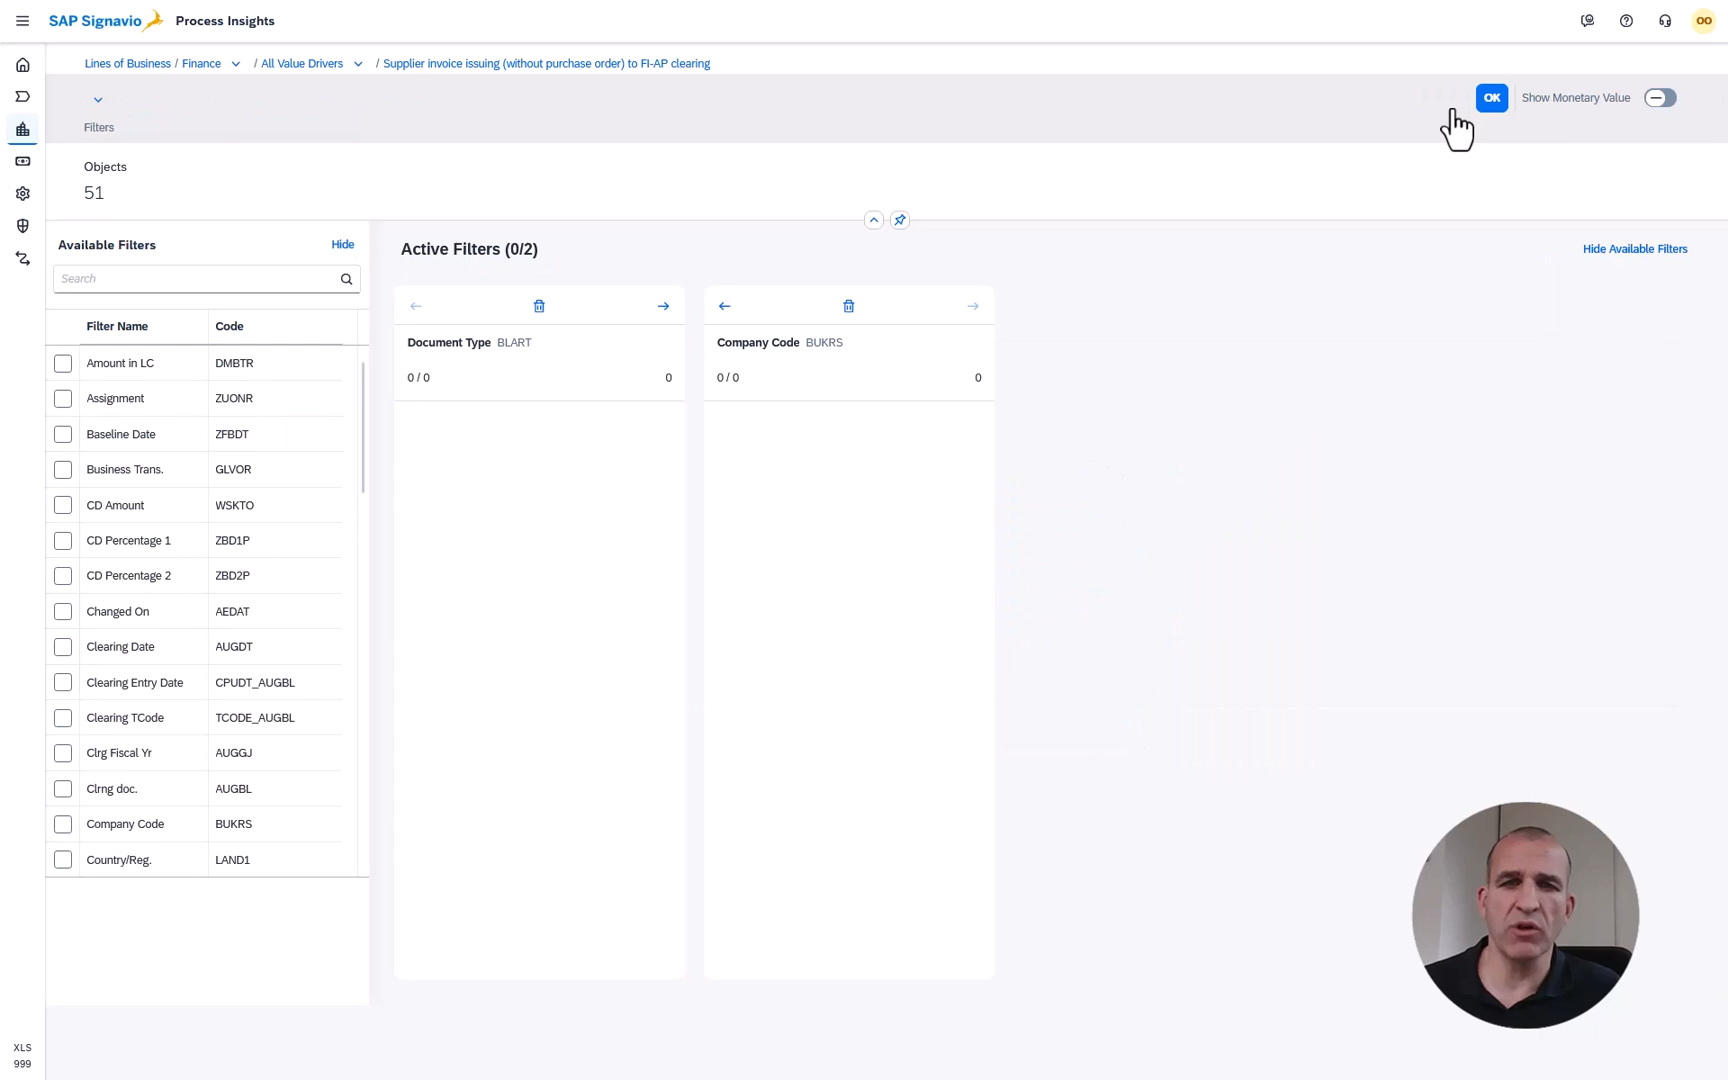 SAP Signavio Process Insights
OO
Lines of Business / Finance / All Value Drivers / Supplier invoice issuing (without purchase order) to FI-AP clearing
OK Show Monetary Value
Filters
Objects
51
Available Filters Hide
Search
Filter Name Code
Amount in LC DMBTR
Assignment ZUONR
Baseline Date ZFBDT
Business Trans. GLVOR
CD Amount WSKTO
CD Percentage 1 ZBD1P
CD Percentage 2 ZBD2P
Changed On AEDAT
Clearing Date AUGDT
Clearing Entry Date CPUDT_AUGBL
Clearing TCode TCODE_AUGBL
Clrg Fiscal Yr AUGGJ
Clrng doc. AUGBL
Company Code BUKRS
Country/Reg. LAND1
Active Filters (0/2) Hide Available Filters
Document Type BLART
0 / 0 0
Company Code BUKRS
0 / 0 0
XLS
999